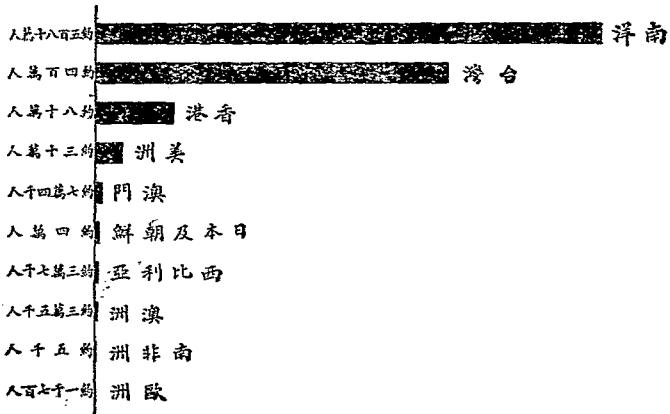 南洋 約五百八十萬人
台灣 約四百萬人
香港 約八十萬人
美洲 約三十萬人
澳門 約七萬四千人
日本及朝鮮 約四萬人
西比利亞 約三萬七千人
澳洲 約三萬五千人
南非洲 約五千人
歐洲 約一千七百人